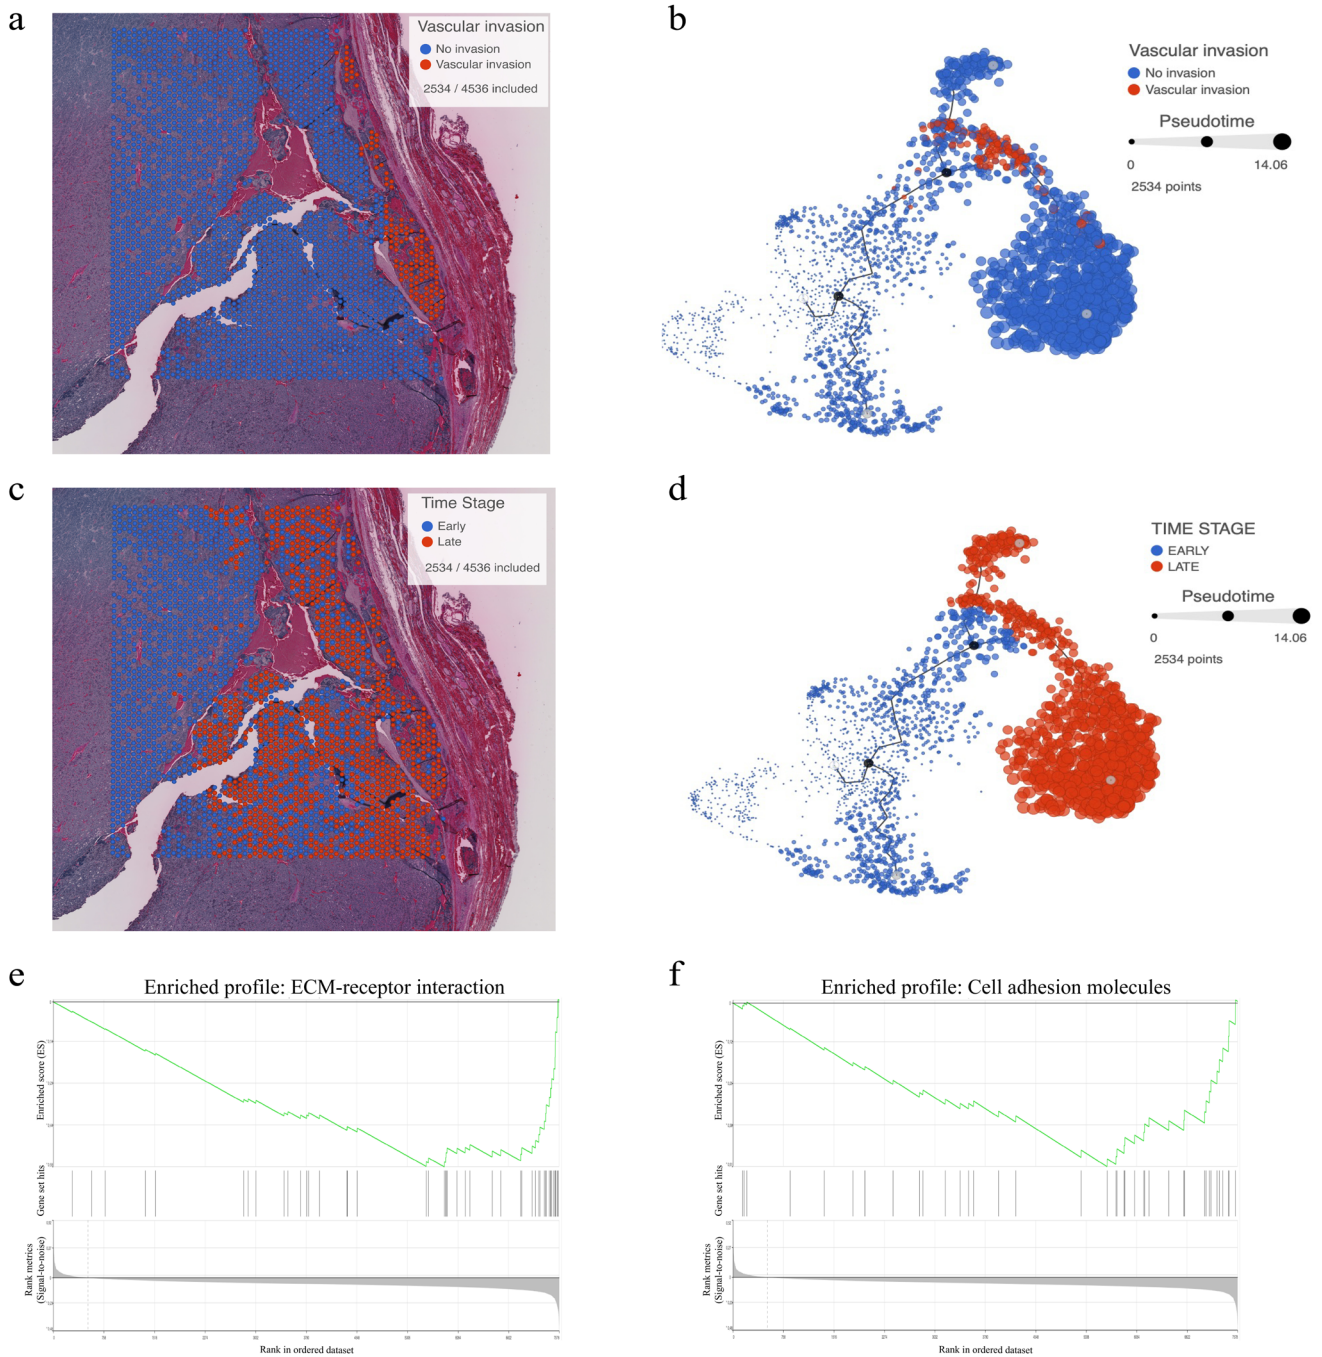 a
Vascular invasion
No invasion
Vascular invasion
2534 / 4536 included
b
Vascular invasion
No invasion
Vascular invasion
Pseudotime
0
14.06
2534 points
c
Time Stage
Early
Late
2534 / 4536 included
d
TIME STAGE
EARLY
LATE
Pseudotime
0
14.06
2534 points
e
Enriched profile: ECM-receptor interaction
Enriched score (ES)
Gene set hits
Rank metrics
(Signal-to-noise)
Rank in ordered dataset
f
Enriched profile: Cell adhesion molecules
Enriched score (ES)
Gene set hits
Rank metrics
(Signal-to-noise)
Rank in ordered dataset